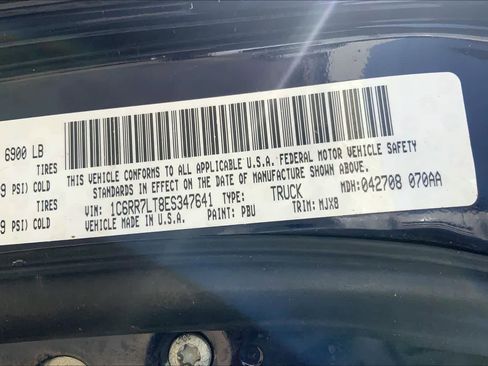 6900 LB
TIRES
9 PSI) COLD
TIRES
9 PSI) COLD
THIS VEHICLE CONFORMS TO ALL APPLICABLE U.S.A. FEDERAL MOTOR VEHICLE SAFETY
STANDARDS IN EFFECT ON THE DATE OF MANUFACTURE SHOWN ABOVE.
VIN: 1C6RR7LT8ES347641 TYPE: TRUCK MDH:042708 070AA
VEHICLE MADE IN U.S.A. PAINT: PBU TRIM: MJX8